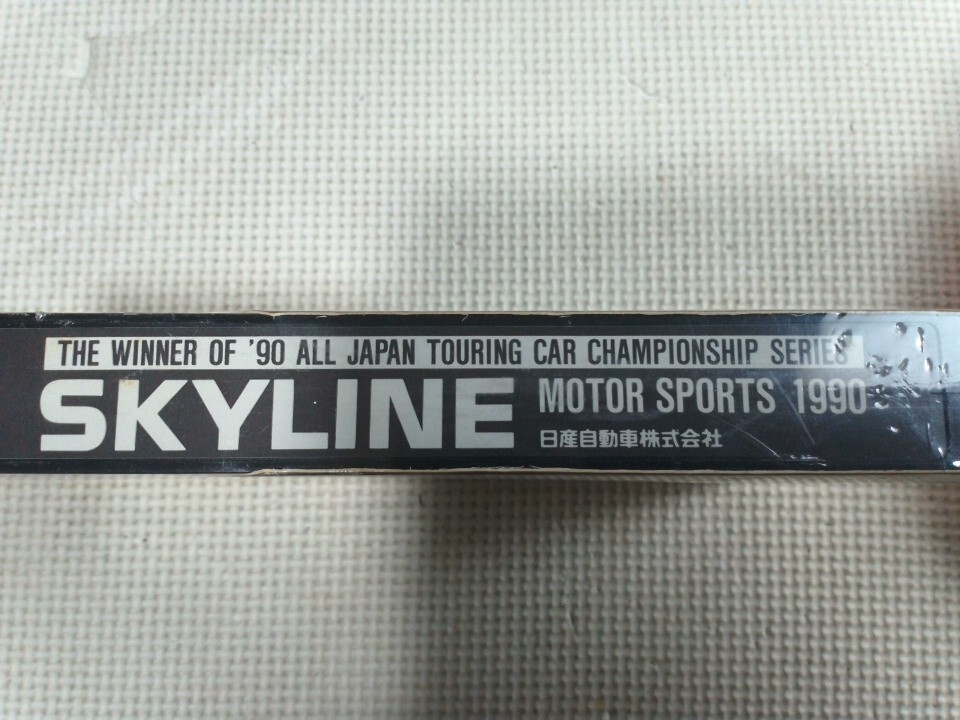 THE WINNER OF '90 ALL JAPAN TOURING CAR CHAMPIONSHIP SERIES
SKYLINE MOTOR SPORTS 1990
日産自動車株式会社